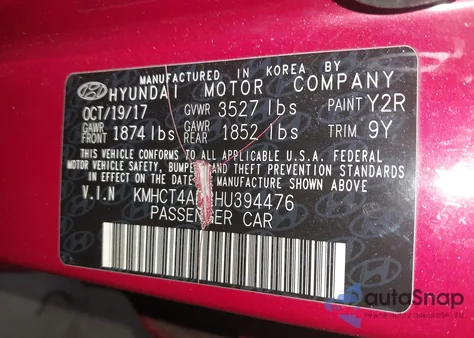 MANUFACTURED IN KOREA BY
HYUNDAI MOTOR COMPANY
OCT/19/17 GVWR 3527 lbs PAINT Y2R
GAWR FRONT 1874 lbs GAWR REAR 1852 lbs TRIM 9Y
THIS VEHICLE CONFORMS TO ALL APPLICABLE U.S.A. FEDERAL
MOTOR VEHICLE SAFETY, BUMPER AND THEFT PREVENTION STANDARDS
IN EFFECT ON THE DATE OF MANUFACTURE SHOWN ABOVE
V.I.N KMHCT4A HU394476
PASSENGER CAR
autoSnap